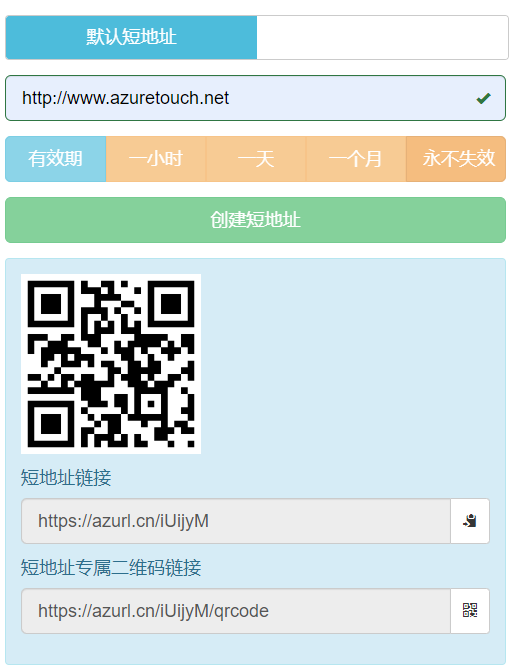 默认短地址
http://www.azuretouch.net
有效期 一小时 一天 一个月 永不失效
创建短地址
短地址链接
https://azurl.cn/iUijyM
短地址专属二维码链接
https://azurl.cn/iUijyM/qrcode